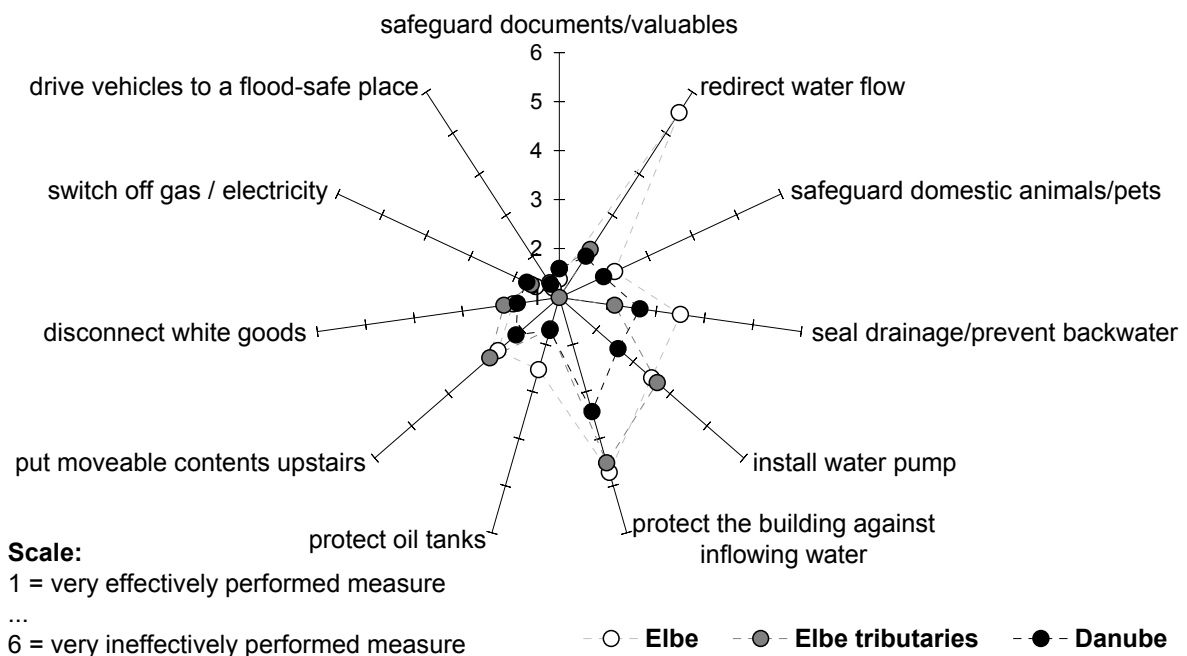 safeguard documents/valuables
6
5
4
3
2
1
drive vehicles to a flood-safe place
redirect water flow
switch off gas / electricity
safeguard domestic animals/pets
disconnect white goods
seal drainage/prevent backwater
put moveable contents upstairs
install water pump
protect oil tanks
protect the building against
inflowing water
Scale:
1 = very effectively performed measure
...
6 = very ineffectively performed measure
Elbe
Elbe tributaries
Danube